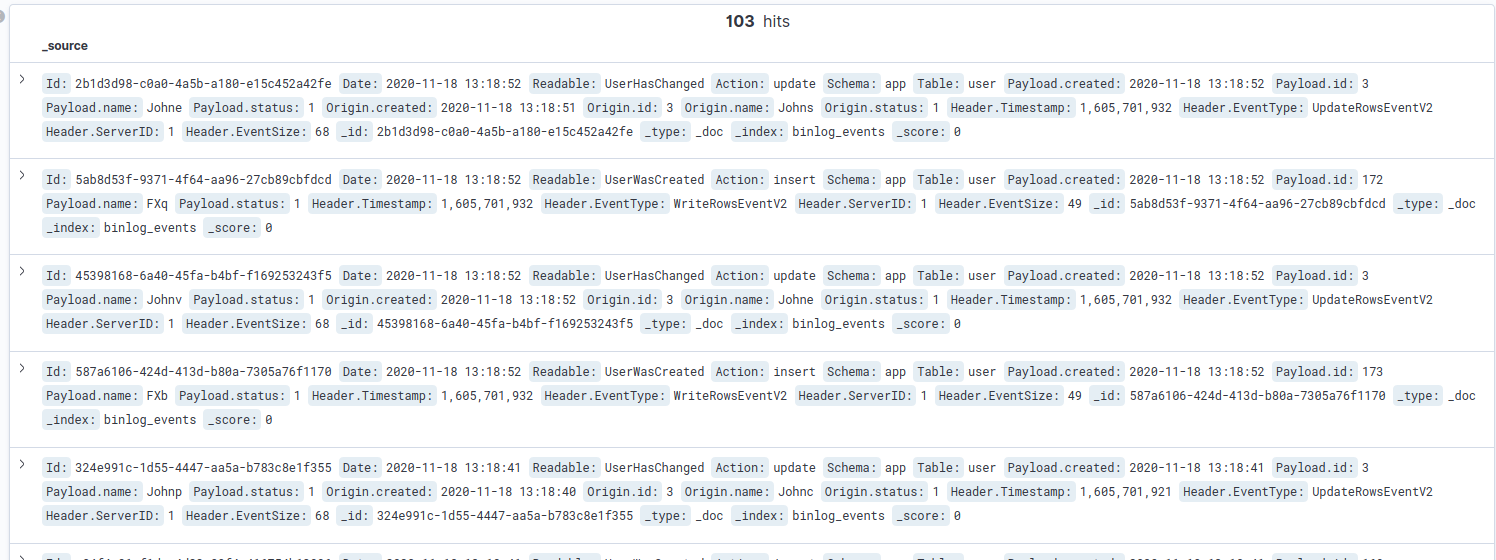 103 hits
_source
Id: 2b1d3d98-c0a0-4a5b-a180-e15c452a42fe Date: 2020-11-18 13:18:52 Readable: UserHasChanged Action: update Schema: app Table: user Payload.created: 2020-11-18 13:18:52 Payload.id: 3
Payload.name: Johne Payload.status: 1 Origin.created: 2020-11-18 13:18:51 Origin.id: 3 Origin.name: Johns Origin.status: 1 Header.Timestamp: 1,605,701,932 Header.EventType: UpdateRowsEventV2
Header.ServerID: 1 Header.EventSize: 68 _id: 2b1d3d98-c0a0-4a5b-a180-e15c452a42fe _type: _doc _index: binlog_events _score: 0
Id: 5ab8d53f-9371-4f64-aa96-27cb89cbfdcd Date: 2020-11-18 13:18:52 Readable: UserWasCreated Action: insert Schema: app Table: user Payload.created: 2020-11-18 13:18:52 Payload.id: 172
Payload.name: FXq Payload.status: 1 Header.Timestamp: 1,605,701,932 Header.EventType: WriteRowsEventV2 Header.ServerID: 1 Header.EventSize: 49 _id: 5ab8d53f-9371-4f64-aa96-27cb89cbfdcd _type: _doc
_index: binlog_events _score: 0
Id: 45398168-6a40-45fa-b4bf-f169253243f5 Date: 2020-11-18 13:18:52 Readable: UserHasChanged Action: update Schema: app Table: user Payload.created: 2020-11-18 13:18:52 Payload.id: 3
Payload.name: Johnv Payload.status: 1 Origin.created: 2020-11-18 13:18:52 Origin.id: 3 Origin.name: Johne Origin.status: 1 Header.Timestamp: 1,605,701,932 Header.EventType: UpdateRowsEventV2
Header.ServerID: 1 Header.EventSize: 68 _id: 45398168-6a40-45fa-b4bf-f169253243f5 _type: _doc _index: binlog_events _score: 0
Id: 587a6106-424d-413d-b80a-7305a76f1170 Date: 2020-11-18 13:18:52 Readable: UserWasCreated Action: insert Schema: app Table: user Payload.created: 2020-11-18 13:18:52 Payload.id: 173
Payload.name: FXb Payload.status: 1 Header.Timestamp: 1,605,701,932 Header.EventType: WriteRowsEventV2 Header.ServerID: 1 Header.EventSize: 49 _id: 587a6106-424d-413d-b80a-7305a76f1170 _type: _doc
_index: binlog_events _score: 0
Id: 324e991c-1d55-4447-aa5a-b783c8e1f355 Date: 2020-11-18 13:18:41 Readable: UserHasChanged Action: update Schema: app Table: user Payload.created: 2020-11-18 13:18:41 Payload.id: 3
Payload.name: Johnp Payload.status: 1 Origin.created: 2020-11-18 13:18:40 Origin.id: 3 Origin.name: Johnc Origin.status: 1 Header.Timestamp: 1,605,701,921 Header.EventType: UpdateRowsEventV2
Header.ServerID: 1 Header.EventSize: 68 _id: 324e991c-1d55-4447-aa5a-b783c8e1f355 _type: _doc _index: binlog_events _score: 0